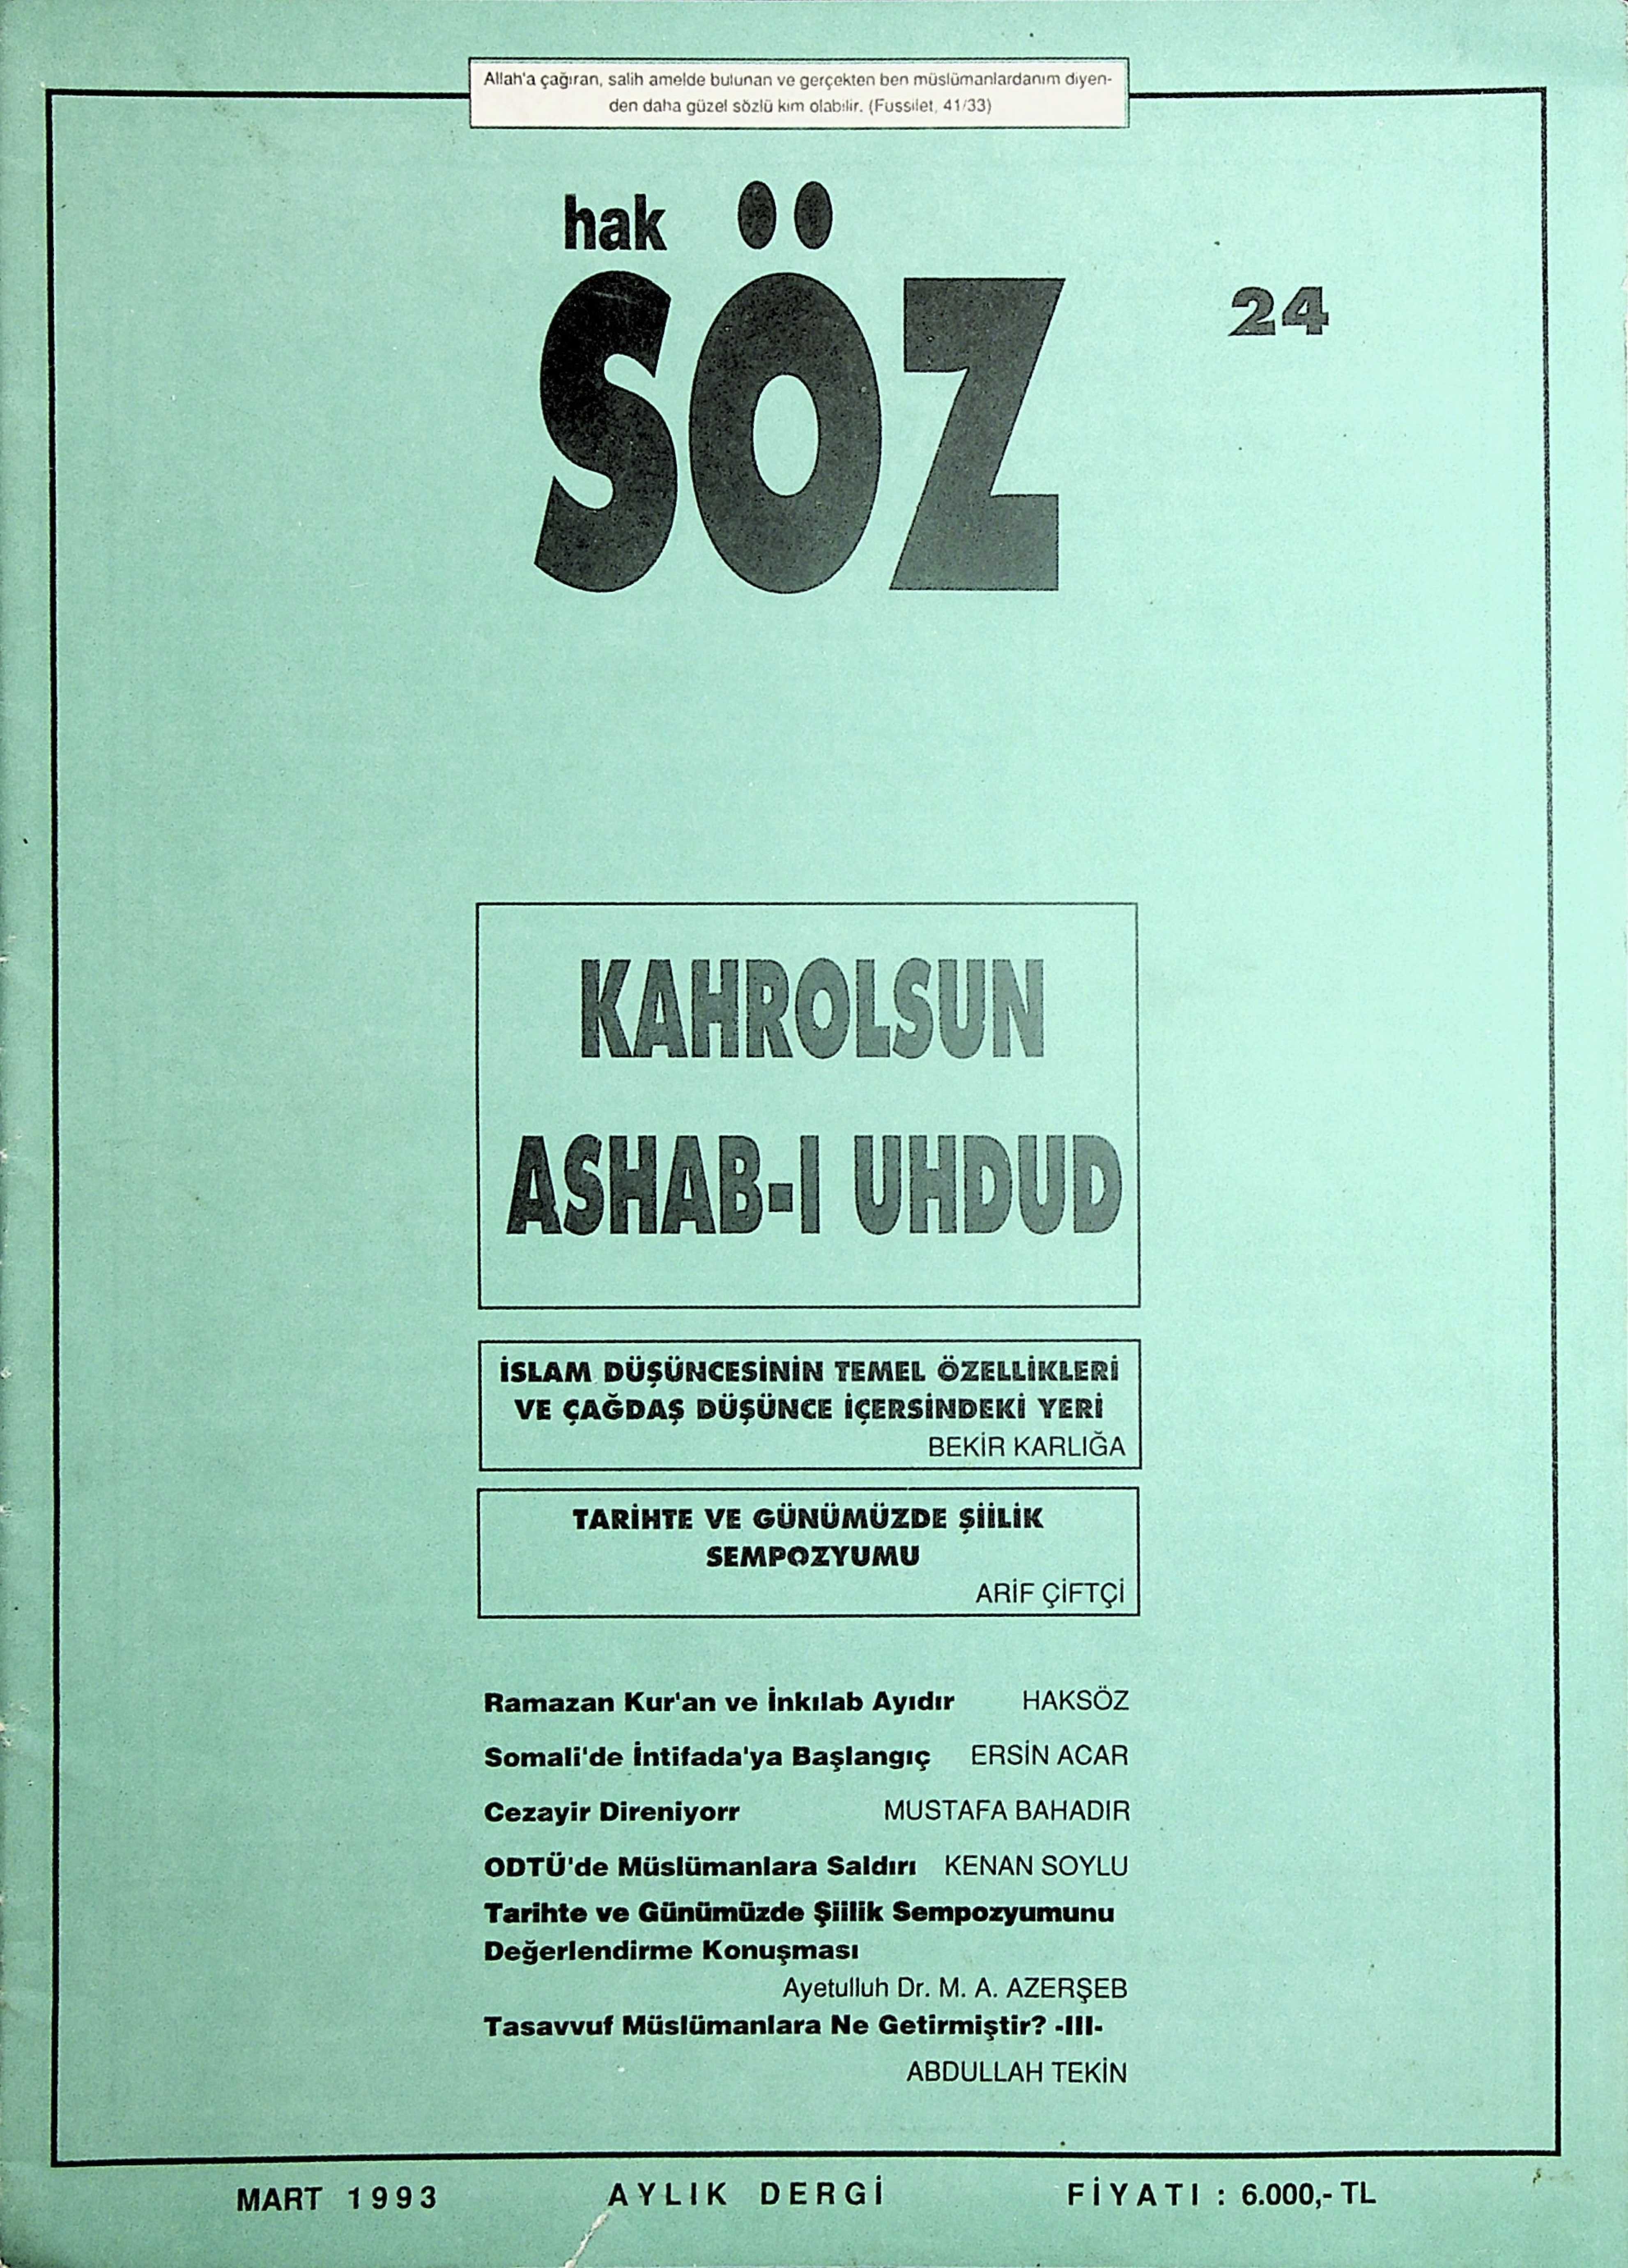 Allah'a çağıran, salih amelde bulunan ve gerçekten ben müslümanlardanım diyen-
den daha güzel sözlü kim olabilir. (Fussilet, 41/33)
hak
SÖZ
24
KAHROLSUN
ASHAB-I UHDUD
İSLAM DÜŞÜNCESİNİN TEMEL ÖZELLİKLERİ
VE ÇAĞDAŞ DÜŞÜNCE İÇERSİNDEKİ YERİ
BEKİR KARLIĞA
TARİHTE VE GÜNÜMÜZDE ŞİİLİK
SEMPOZYUMU
ARİF ÇİFTÇİ
Ramazan Kur'an ve İnkılab Ayıdır HAKSÖZ
Somali'de İntifada'ya Başlangıç ERSİN ACAR
Cezayir Direniyorr MUSTAFA BAHADIR
ODTÜ'de Müslümanlara Saldırı KENAN SOYLU
Tarihte ve Günümüzde Şiilik Sempozyumunu
Değerlendirme Konuşması
Ayetulluh Dr. M. A. AZERŞEB
Tasavvuf Müslümanlara Ne Getirmiştir? -III-
ABDULLAH TEKİN
MART 1993 AYLIK DERGİ FİYATI : 6.000,- TL